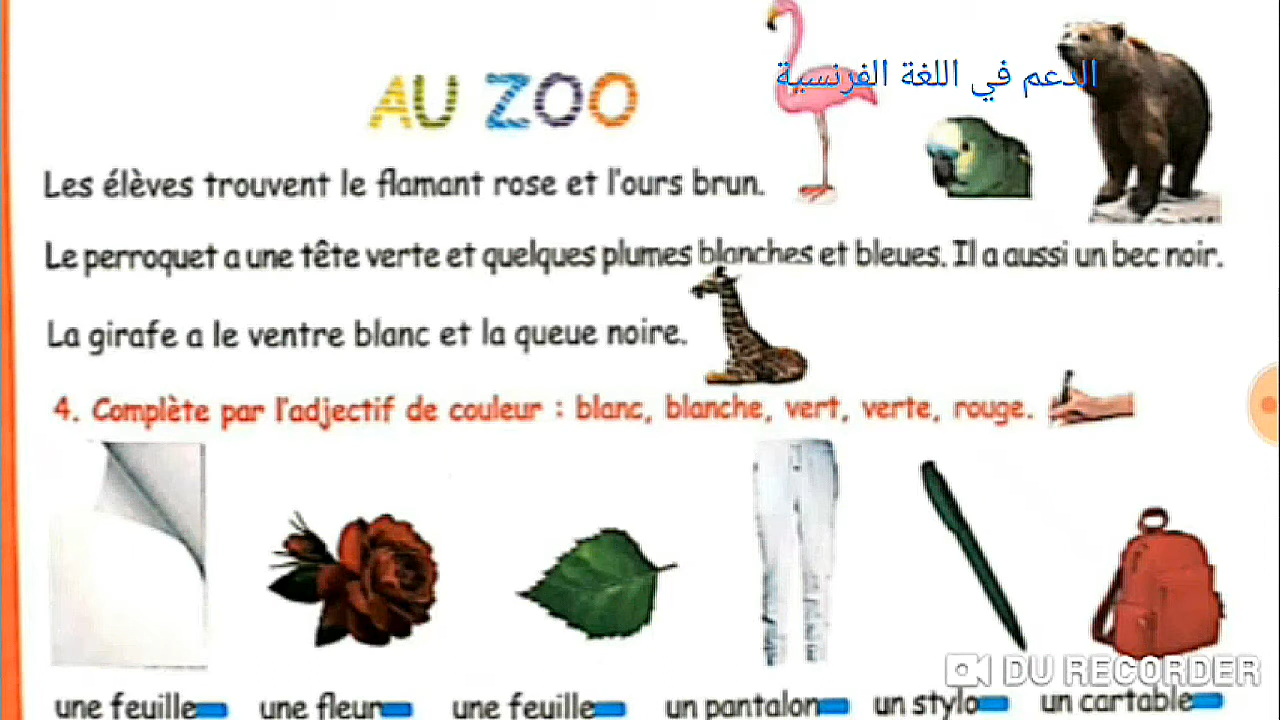 الدعم في اللغة الفرنسية
AU ZOO
Les élèves trouvent le flamant rose et l'ours brun.
Le perroquet a une tête verte et quelques plumes blanches et bleues. Il a aussi un bec noir.
La girafe a le ventre blanc et la queue noire.
4. Complète par l'adjectif de couleur : blanc, blanche, vert, verte, rouge.
DU RECORDER
une feuille une fleur une feuille un pantalon un stylo un cartable